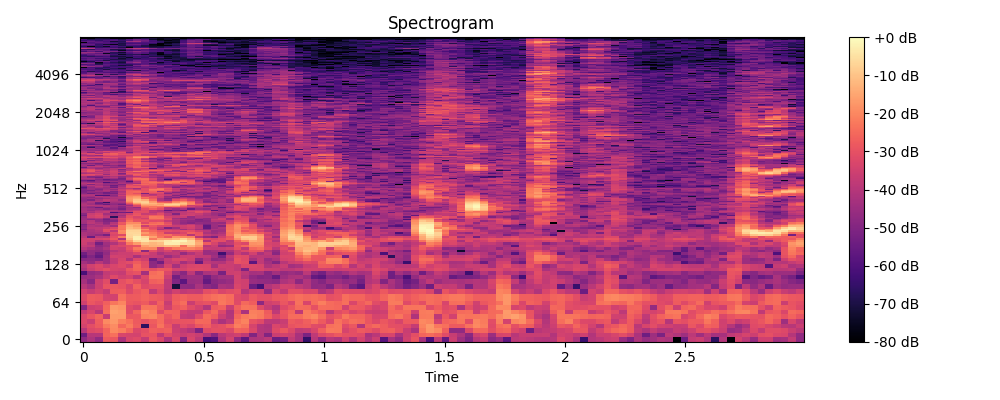 Spectrogram
4096
2048
1024
512
256
128
64
0
Hz
0
0.5
1
1.5
2
2.5
Time
+0 dB
-10 dB
-20 dB
-30 dB
-40 dB
-50 dB
-60 dB
-70 dB
-80 dB